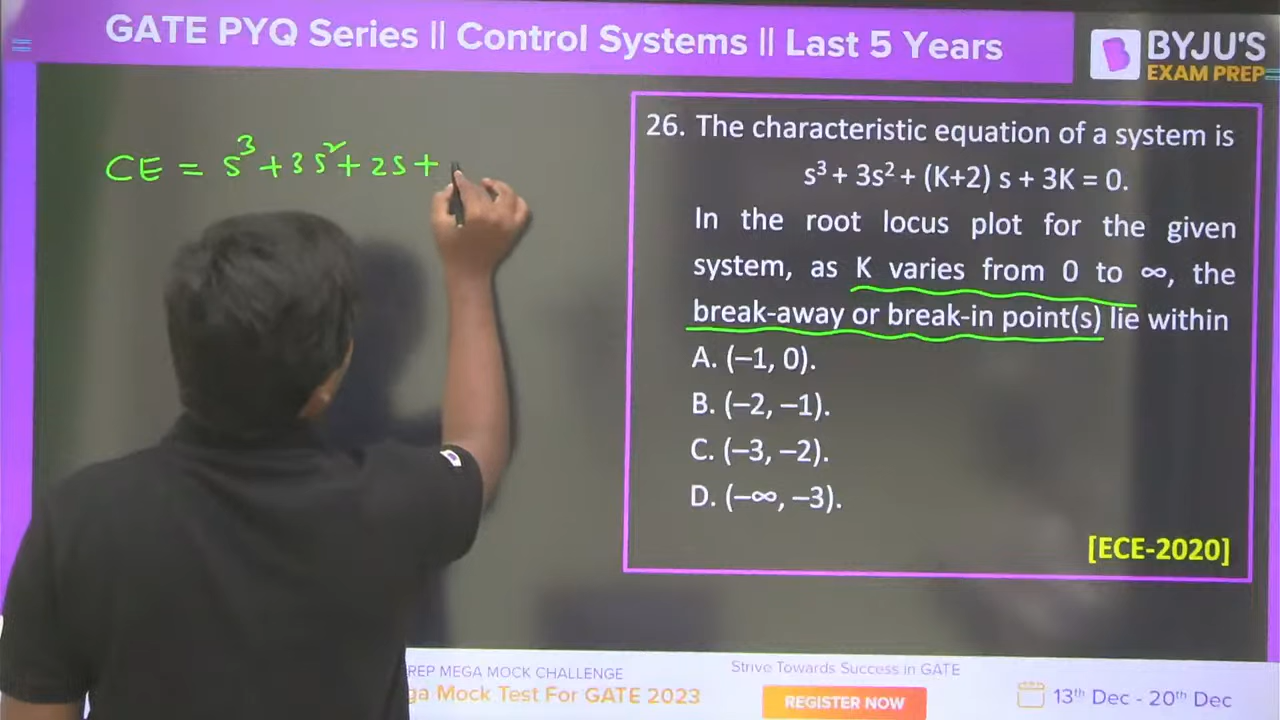 GATE PYQ Series || Control Systems || Last 5 Years
BYJU'S
EXAM PREP
CE = s³ + 3s² + 2s +
26. The characteristic equation of a system is
s³ + 3s² + (K+2) s + 3K = 0.
In the root locus plot for the given
system, as K varies from 0 to ∞, the
break-away or break-in point(s) lie within
A. (–1, 0).
B. (–2, –1).
C. (–3, –2).
D. (–∞, –3).
[ECE-2020]
REP MEGA MOCK CHALLENGE
ga Mock Test For GATE 2023
Strive Towards Success in GATE
REGISTER NOW
13th Dec - 20th Dec